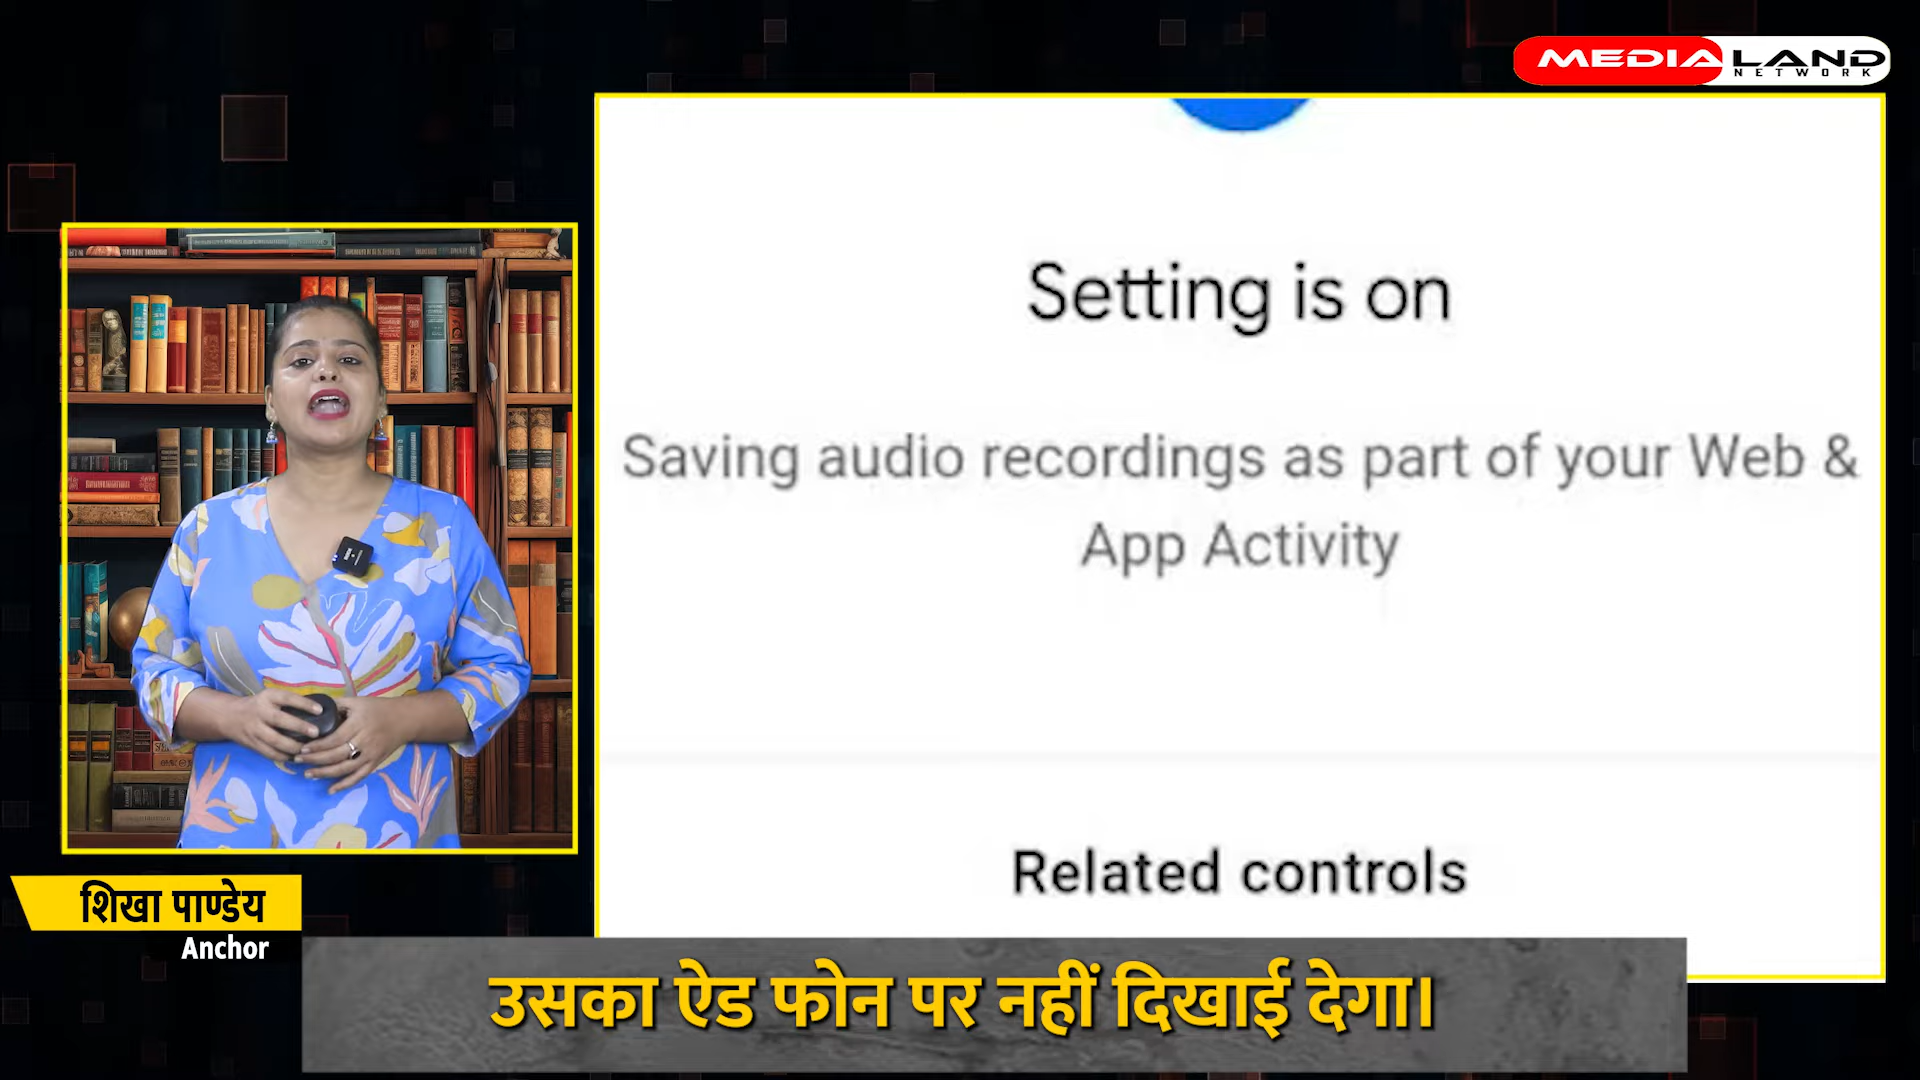 MEDIALAND
NETWORK
Setting is on
Saving audio recordings as part of your Web &
App Activity
Related controls
शिखा पाण्डेय
Anchor
उसका ऐड फोन पर नहीं दिखाई देगा।